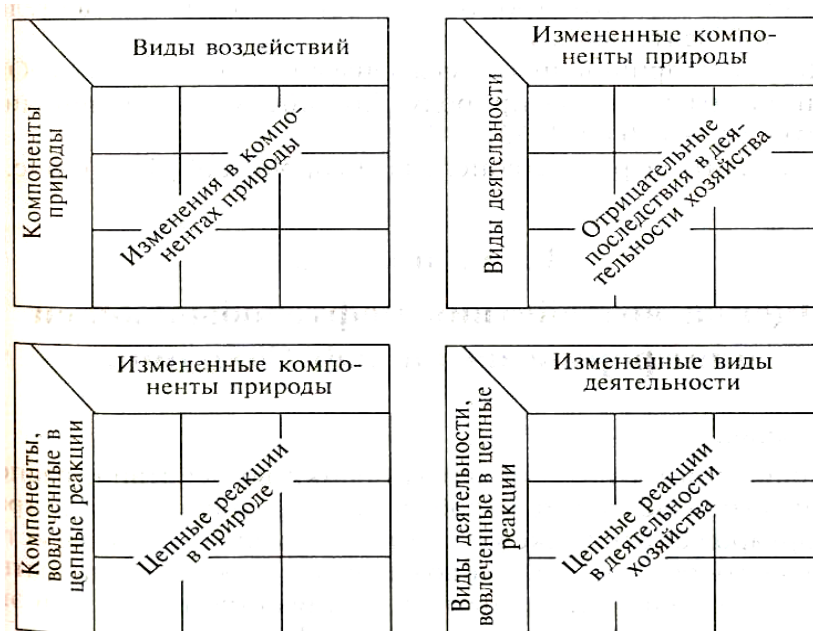 Виды воздействий
Компоненты
природы
Изменения в компо-
нентах природы
Измененные компо-
ненты природы
Виды деятельности
Отрицательные
последствия в дея-
тельности хозяйства
Измененные компо-
ненты природы
Компоненты,
вовлеченные в
цепные реакции
Цепные реакции
в природе
Измененные виды
деятельности
Виды деятельности,
вовлеченные в цепные
реакции
Цепные реакции
в деятельности
хозяйства